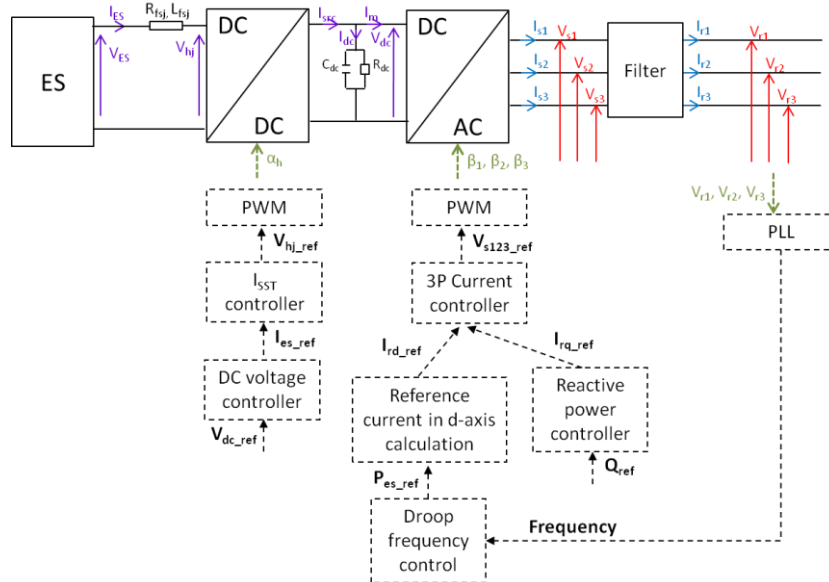 I_ES
R_fsj, L_fsj
V_ES
V_hj
ES
DC
DC
I_src
I_m
I_dc
V_dc
C_dc
R_dc
DC
AC
I_s1
I_s2
I_s3
V_s1
V_s2
V_s3
Filter
I_r1
I_r2
I_r3
V_r1
V_r2
V_r3
α_h
β_1, β_2, β_3
V_r1, V_r2, V_r3
PWM
PWM
PLL
V_hj_ref
V_s123_ref
I_SST
controller
3P Current
controller
I_es_ref
I_rd_ref
I_rq_ref
DC voltage
controller
Reference
current in d-axis
calculation
Reactive
power
controller
V_dc_ref
P_es_ref
Q_ref
Droop
frequency
control
Frequency